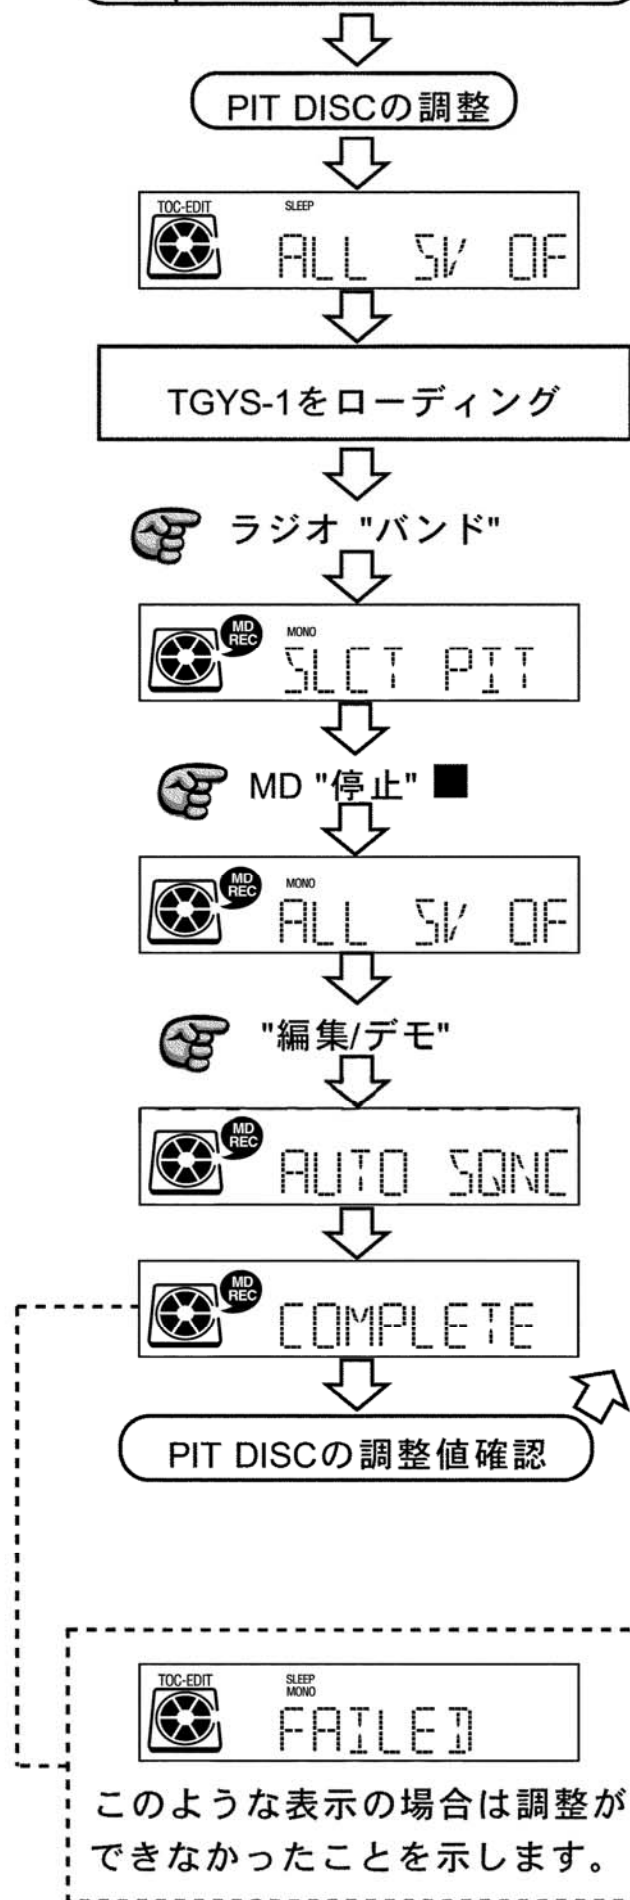 PIT DISCの調整
TOC-EDIT
SLEEP
ALL SV OF
TGYS-1をローディング
ラジオ "バンド"
MD
REC
MONO
SLCT PIT
MD "停止" ■
MD
REC
MONO
ALL SV OF
"編集/デモ"
MD
REC
AUTO SQNC
MD
REC
COMPLETE
PIT DISCの調整値確認
TOC-EDIT
SLEEP
MONO
FAILED
このような表示の場合は調整が
できなかったことを示します。